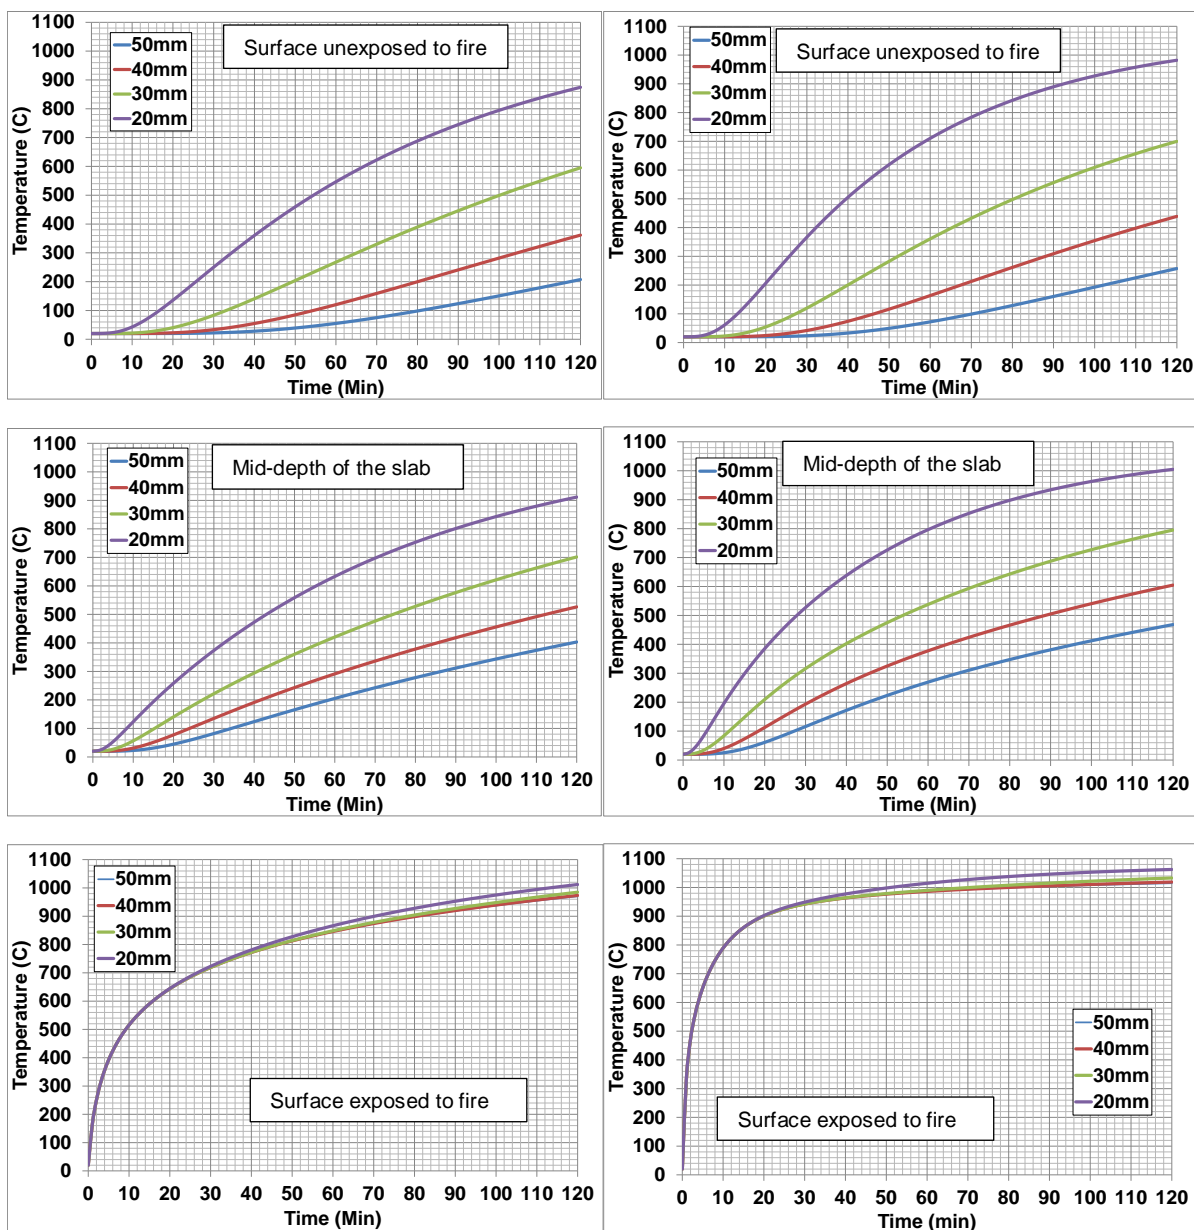 1100
1000
900
800
700
600
500
400
300
200
100
0
Temperature (C)
50mm
40mm
30mm
20mm
Surface unexposed to fire
0 10 20 30 40 50 60 70 80 90 100 110 120
Time (Min)
1100
1000
900
800
700
600
500
400
300
200
100
0
Temperature (C)
50mm
40mm
30mm
20mm
Surface unexposed to fire
0 10 20 30 40 50 60 70 80 90 100 110 120
Time (Min)
1100
1000
900
800
700
600
500
400
300
200
100
0
Temperature (C)
50mm
40mm
30mm
20mm
Mid-depth of the slab
0 10 20 30 40 50 60 70 80 90 100 110 120
Time (Min)
1100
1000
900
800
700
600
500
400
300
200
100
0
Temperature (C)
50mm
40mm
30mm
20mm
Mid-depth of the slab
0 10 20 30 40 50 60 70 80 90 100 110 120
Time (Min)
1100
1000
900
800
700
600
500
400
300
200
100
0
Temperature (C)
50mm
40mm
30mm
20mm
Surface exposed to fire
0 10 20 30 40 50 60 70 80 90 100 110 120
Time (Min)
1100
1000
900
800
700
600
500
400
300
200
100
0
Temperature (C)
50mm
40mm
30mm
20mm
Surface exposed to fire
0 10 20 30 40 50 60 70 80 90 100 110 120
Time (min)